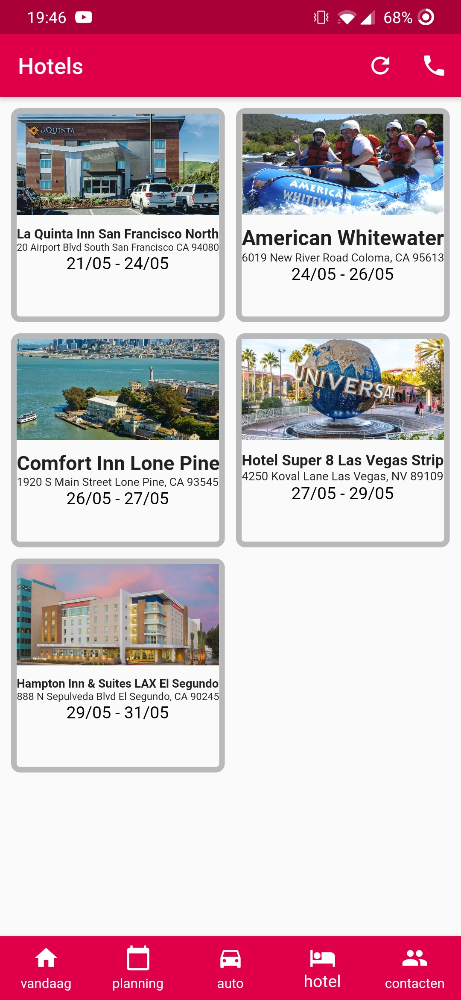 19:46
68%
Hotels
LAQUINTA
AMERICAN
La Quinta Inn San Francisco North
20 Airport Blvd South San Francisco CA 94080
21/05 - 24/05
American Whitewater
6019 New River Road Coloma, CA 95613
24/05 - 26/05
UNIVERSAL
Comfort Inn Lone Pine
1920 S Main Street Lone Pine, CA 93545
26/05 - 27/05
Hotel Super 8 Las Vegas Strip
4250 Koval Lane Las Vegas, NV 89109
27/05 - 29/05
Hampton Inn & Suites LAX El Segundo
888 N Sepulveda Blvd El Segundo, CA 90245
29/05 - 31/05
vandaag
planning
auto
hotel
contacten